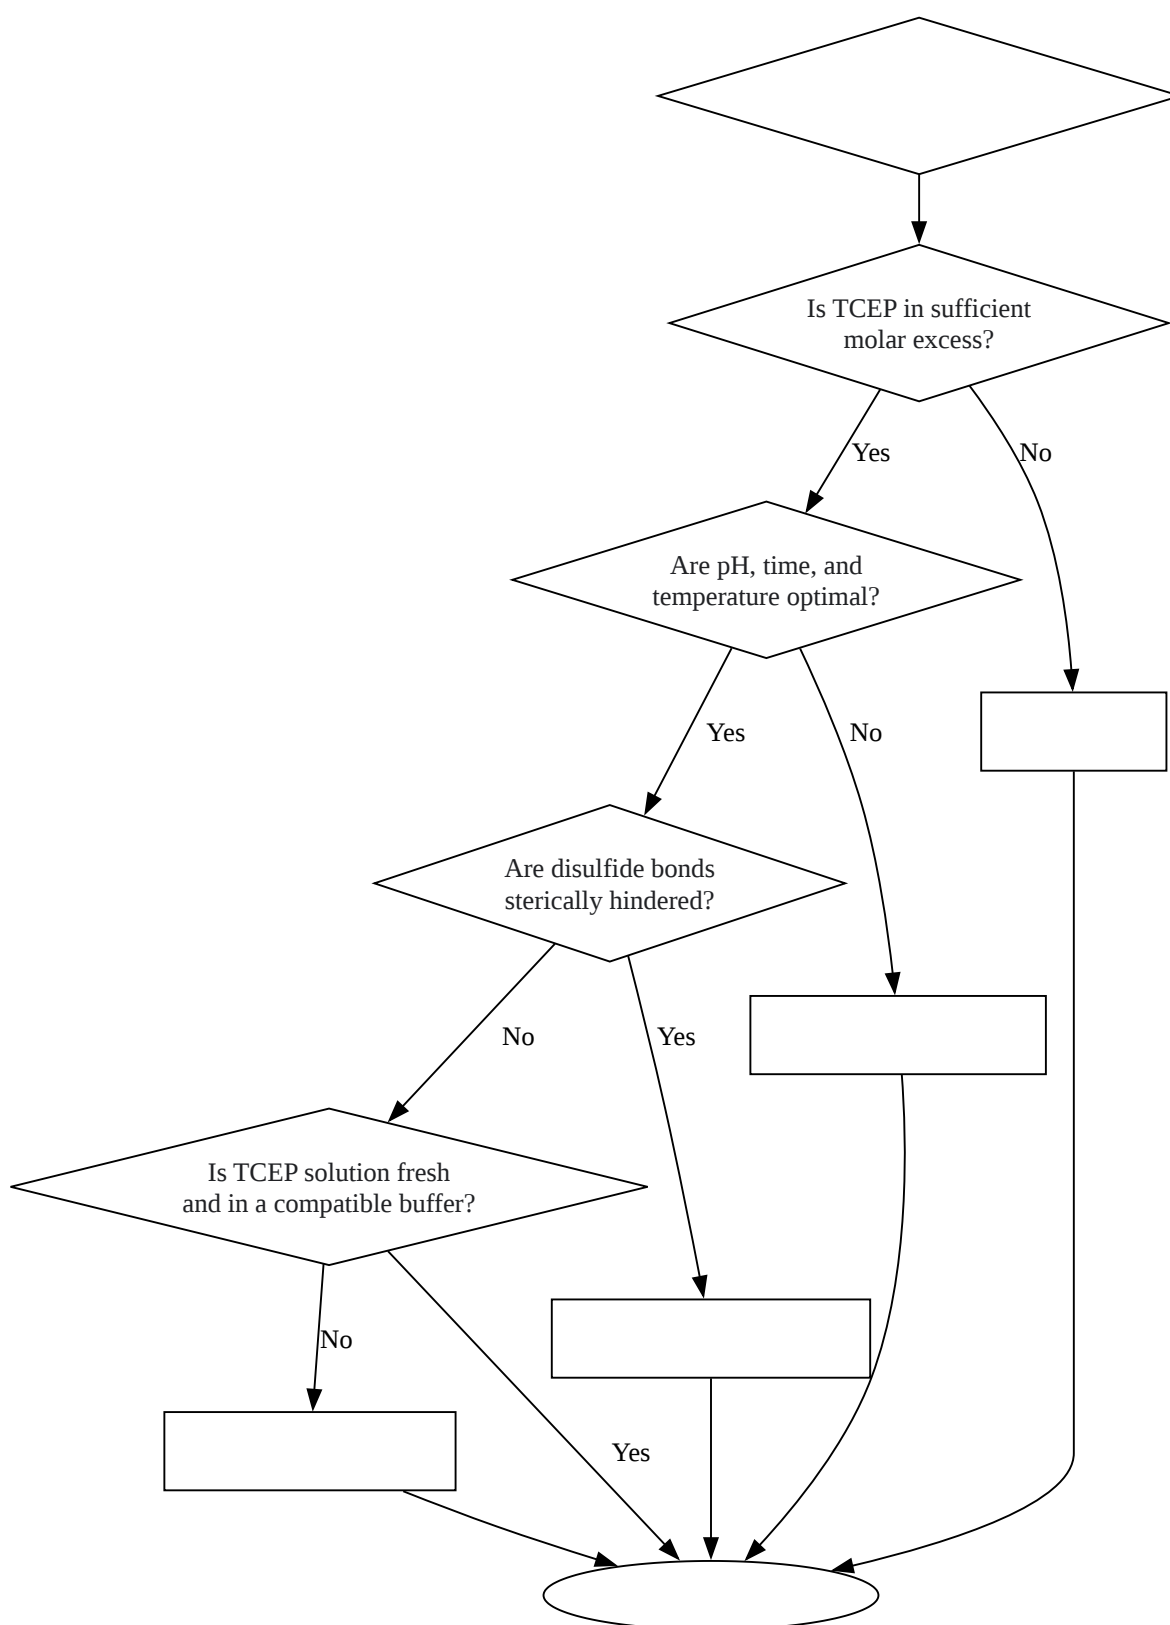 Is TCEP in sufficient
molar excess?
Yes
No
Are pH, time, and
temperature optimal?
Yes
No
Are disulfide bonds
sterically hindered?
No
Yes
Is TCEP solution fresh
and in a compatible buffer?
No
Yes